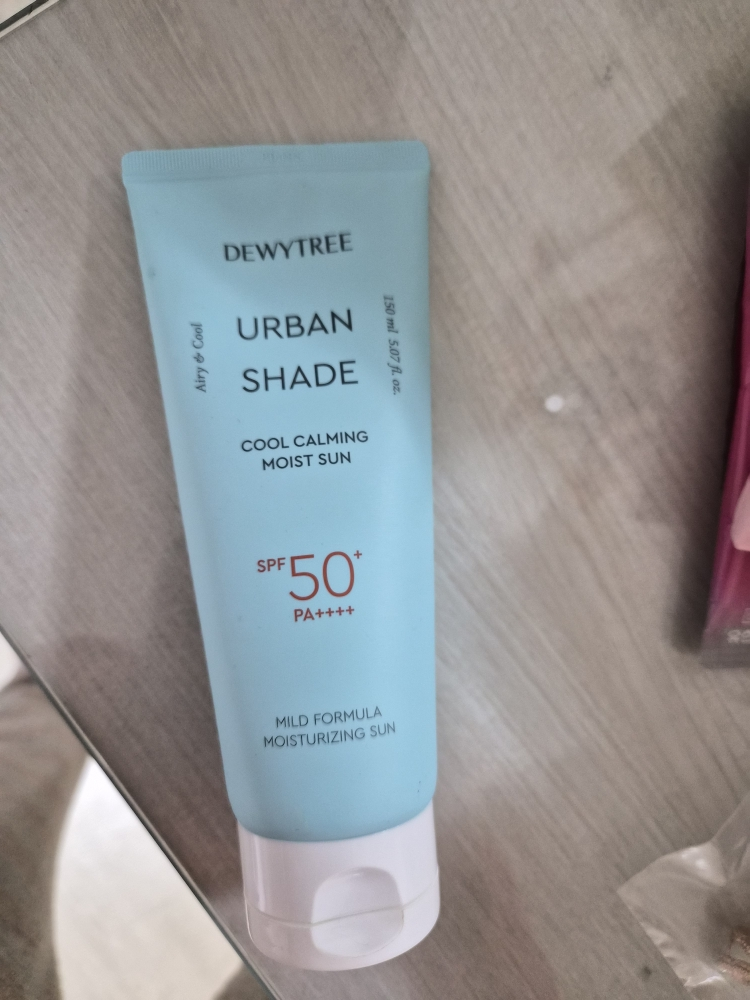 DEWYTREE
URBAN
SHADE
Airy & Cool
150 ml 5.07 fl. oz.
COOL CALMING
MOIST SUN
SPF 50+
PA++++
MILD FORMULA
MOISTURIZING SUN